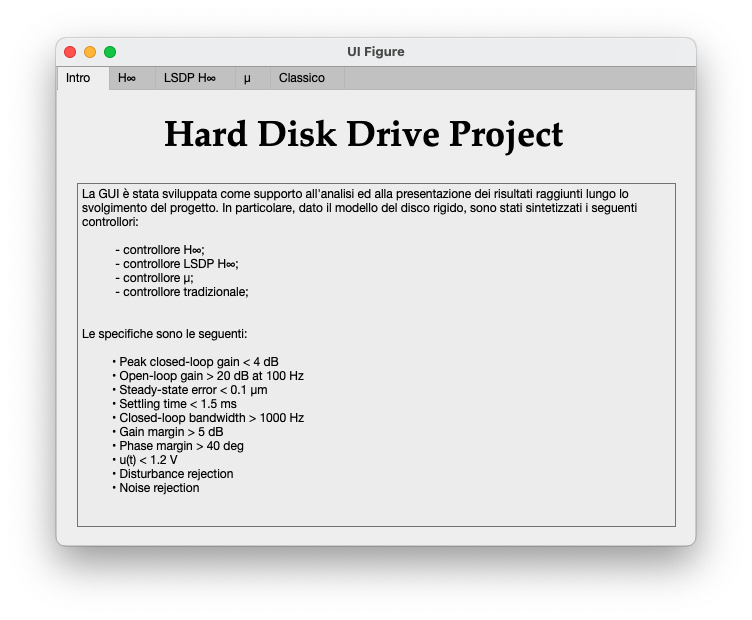 UI Figure
Intro H∞ LSDP H∞ µ Classico
Hard Disk Drive Project
La GUI è stata sviluppata come supporto all'analisi ed alla presentazione dei risultati raggiunti lungo lo
svolgimento del progetto. In particolare, dato il modello del disco rigido, sono stati sintetizzati i seguenti
controllori:
- controllore H∞;
- controllore LSDP H∞;
- controllore µ;
- controllore tradizionale;
Le specifiche sono le seguenti:
• Peak closed-loop gain < 4 dB
• Open-loop gain > 20 dB at 100 Hz
• Steady-state error < 0.1 µm
• Settling time < 1.5 ms
• Closed-loop bandwidth > 1000 Hz
• Gain margin > 5 dB
• Phase margin > 40 deg
• u(t) < 1.2 V
• Disturbance rejection
• Noise rejection